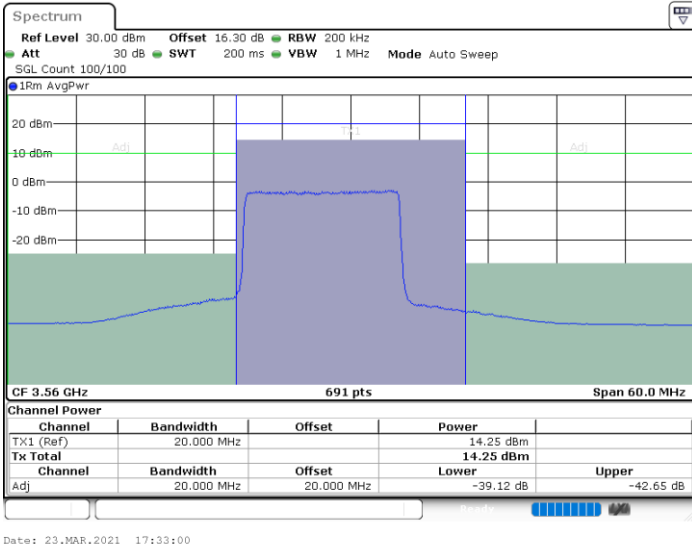 Spectrum
Ref Level 30.00 dBm Offset 16.30 dB RBW 200 kHz
Att 30 dB SWT 200 ms VBW 1 MHz Mode Auto Sweep
SGL Count 100/100
1Rm AvgPwr
TX1
20 dBm
Adj Adj
10 dBm
0 dBm
-10 dBm
-20 dBm
CF 3.56 GHz 691 pts Span 60.0 MHz
Channel Power
Channel Bandwidth Offset Power
TX1 (Ref) 20.000 MHz 14.25 dBm
Tx Total 14.25 dBm
Channel Bandwidth Offset Lower Upper
Adj 20.000 MHz 20.000 MHz -39.12 dB -42.65 dB
Ready
Date: 23.MAR.2021 17:33:00